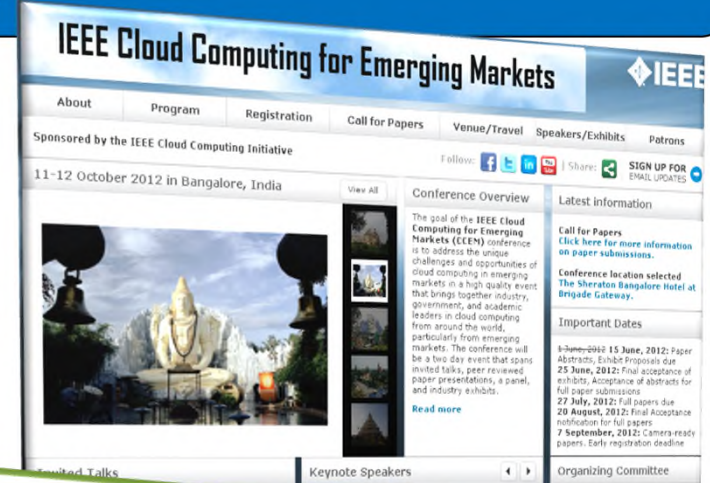 IEEE Cloud Computing for Emerging Markets
IEEE
About Program Registration Call for Papers Venue/Travel Speakers/Exhibits Patrons
Sponsored by the IEEE Cloud Computing Initiative
Follow: | Share: SIGN UP FOR
EMAIL UPDATES
11-12 October 2012 in Bangalore, India
View All
Conference Overview
The goal of the IEEE Cloud
Computing for Emerging
Markets (CCEM) conference
is to address the unique
challenges and opportunities of
cloud computing in emerging
markets in a high quality event
that brings together industry,
government, and academic
leaders in cloud computing
from around the world,
particularly from emerging
markets. The conference will
be a two day event that spans
invited talks, peer reviewed
paper presentations, a panel,
and industry exhibits.
Read more
Latest information
Call for Papers
Click here for more information
on paper submissions.
Conference location selected
The Sheraton Bangalore Hotel at
Brigade Gateway.
Important Dates
1 June, 2012 15 June, 2012: Paper
Abstracts, Exhibit Proposals due
25 June, 2012: Final acceptance of
exhibits, Acceptance of abstracts for
full paper submissions
27 July, 2012: Full papers due
20 August, 2012: Final Acceptance
notification for full papers
7 September, 2012: Camera-ready
papers. Early registration deadline
Invited Talks
Keynote Speakers
Organizing Committee